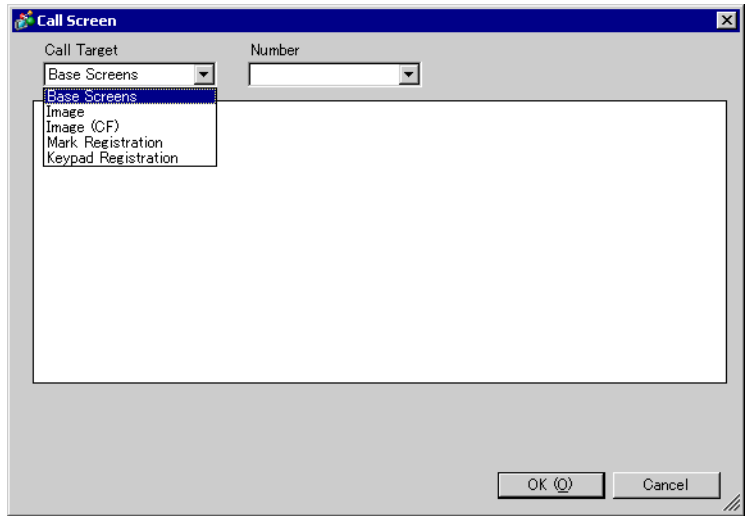 Call Screen
Call Target Number
Base Screens
Base Screens
Image
Image (CF)
Mark Registration
Keypad Registration
OK (O) Cancel